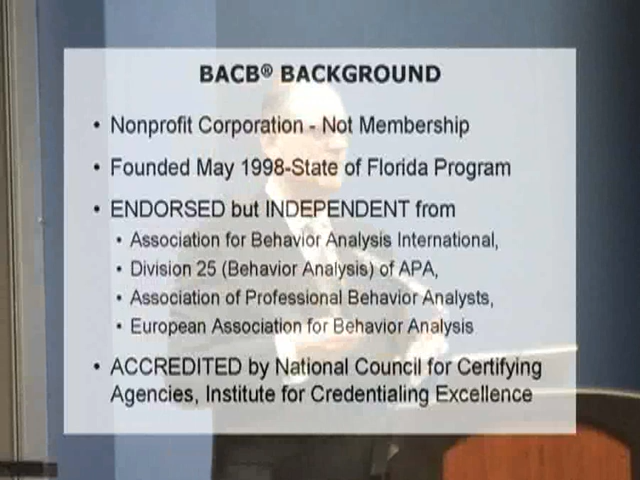 BACB® BACKGROUND
• Nonprofit Corporation - Not Membership
• Founded May 1998-State of Florida Program
• ENDORSED but INDEPENDENT from
• Association for Behavior Analysis International,
• Division 25 (Behavior Analysis) of APA,
• Association of Professional Behavior Analysts,
• European Association for Behavior Analysis
• ACCREDITED by National Council for Certifying
Agencies, Institute for Credentialing Excellence